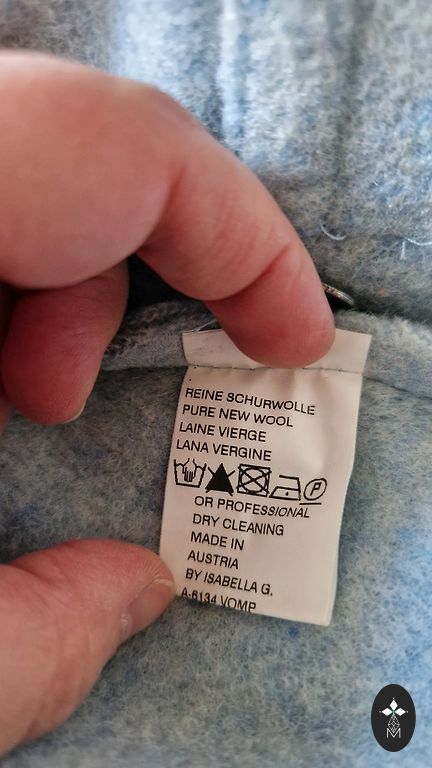 REINE SCHURWOLLE
PURE NEW WOOL
LAINE VIERGE
LANA VERGINE
P
OR PROFESSIONAL
DRY CLEANING
MADE IN
AUSTRIA
BY ISABELLA G.
A-6134 VOMP
M